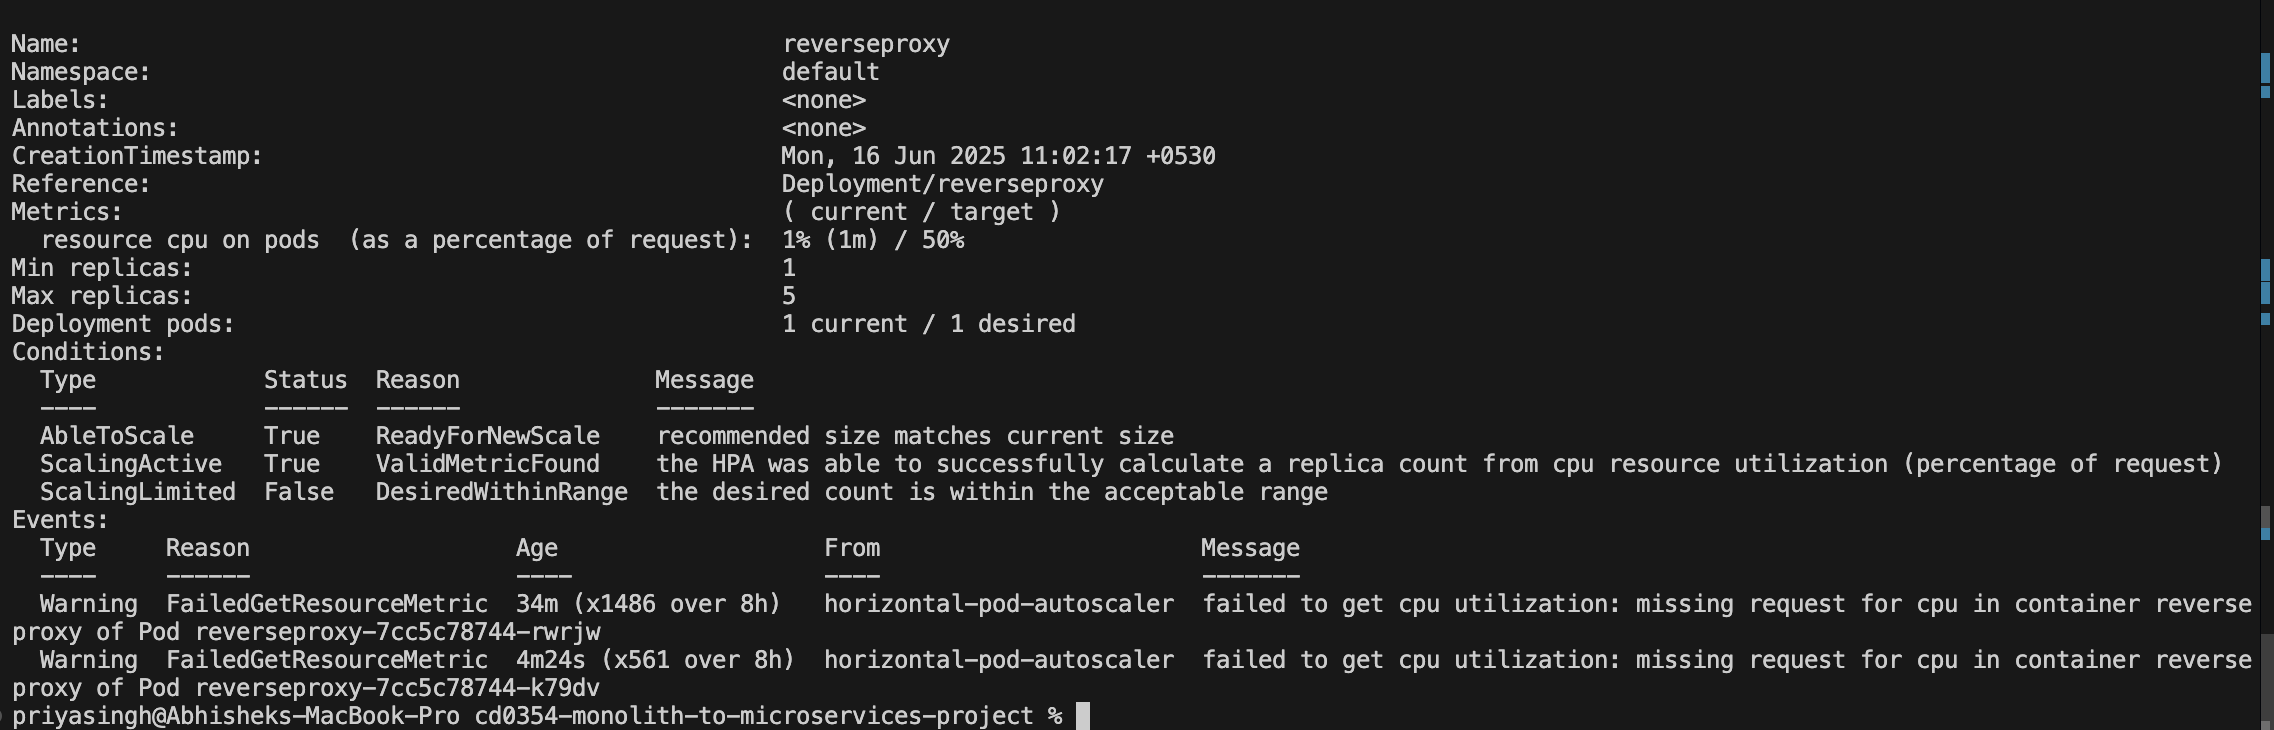 Name: reverseproxy
Namespace: default
Labels: <none>
Annotations: <none>
CreationTimestamp: Mon, 16 Jun 2025 11:02:17 +0530
Reference: Deployment/reverseproxy
Metrics: ( current / target )
  resource cpu on pods  (as a percentage of request):  1% (1m) / 50%
Min replicas: 1
Max replicas: 5
Deployment pods: 1 current / 1 desired
Conditions:
  Type            Status  Reason              Message
  ----            ------  ------              -------
  AbleToScale     True    ReadyForNewScale    recommended size matches current size
  ScalingActive   True    ValidMetricFound    the HPA was able to successfully calculate a replica count from cpu resource utilization (percentage of request)
  ScalingLimited  False   DesiredWithinRange  the desired count is within the acceptable range
Events:
  Type     Reason                   Age                   From                       Message
  ----     ------                   ----                  ----                       -------
  Warning  FailedGetResourceMetric  34m (x1486 over 8h)   horizontal-pod-autoscaler  failed to get cpu utilization: missing request for cpu in container reverse
proxy of Pod reverseproxy-7cc5c78744-rwrjw
  Warning  FailedGetResourceMetric  4m24s (x561 over 8h)  horizontal-pod-autoscaler  failed to get cpu utilization: missing request for cpu in container reverse
proxy of Pod reverseproxy-7cc5c78744-k79dv
priyasingh@Abhisheks-MacBook-Pro cd0354-monolith-to-microservices-project %